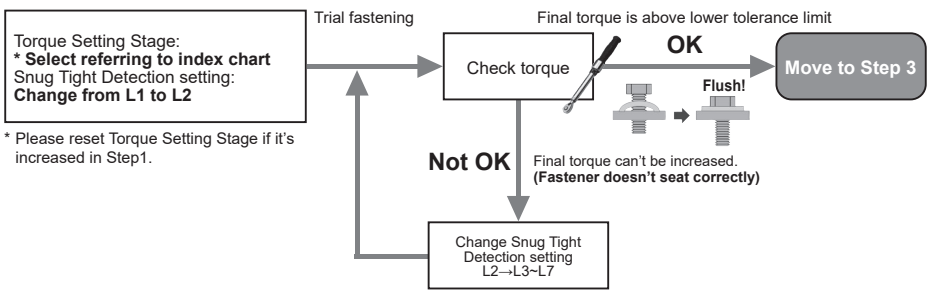 Trial fastening
Final torque is above lower tolerance limit
Torque Setting Stage:
* Select referring to index chart
Snug Tight Detection setting:
Change from L1 to L2
Check torque
OK
Move to Step 3
Flush!
* Please reset Torque Setting Stage if it's
increased in Step1.
Not OK
Final torque can't be increased.
(Fastener doesn't seat correctly)
Change Snug Tight
Detection setting
L2→L3~L7